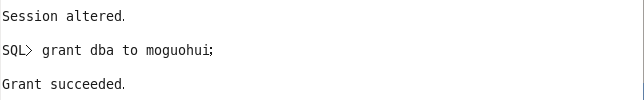 Session altered.
SQL> grant dba to moguohui;
Grant succeeded.